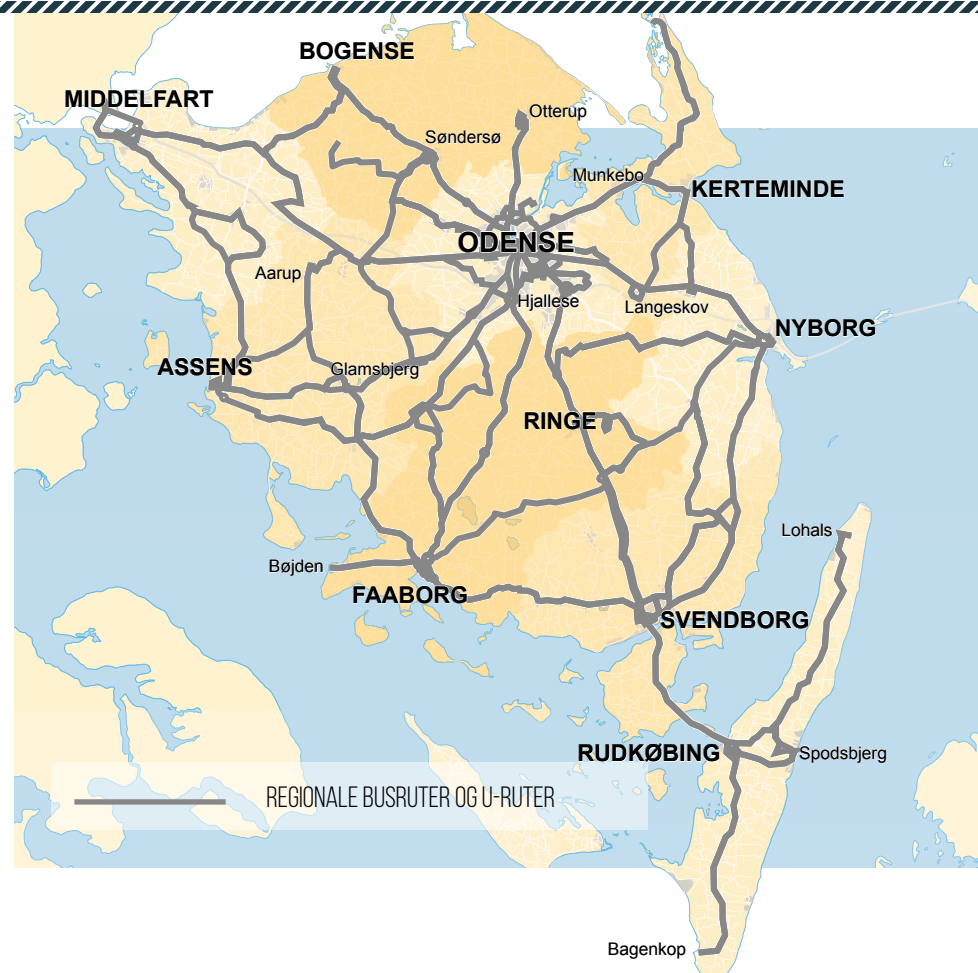 BOGENSE
MIDDELFART
Otterup
Søndersø
Munkebo
KERTEMINDE
ODENSE
Aarup
Hjallese
Langeskov
NYBORG
ASSENS
Glamsbjerg
RINGE
Lohals
Bøjden
FAABORG
SVENDBORG
RUDKØBING
Spodsbjerg
REGIONALE BUSRUTER OG U-RUTER
Bagenkop